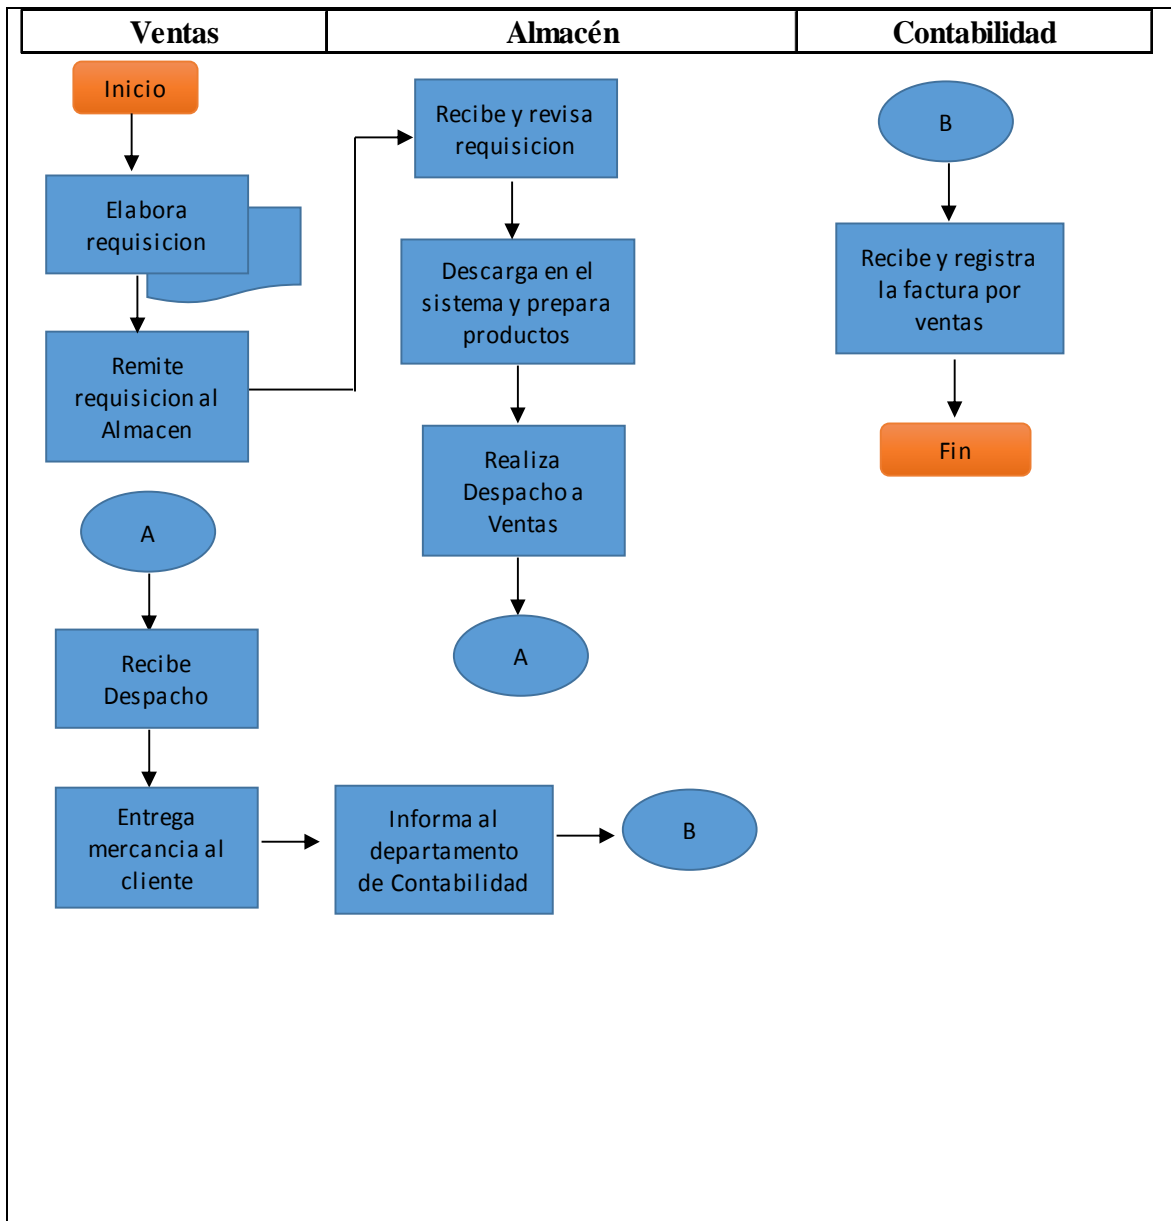 Ventas
Almacén
Contabilidad
Inicio
Elabora
requisicion
Remite
requisicion al
Almacen
A
Recibe
Despacho
Entrega
mercancia al
cliente
Recibe y revisa
requisicion
Descarga en el
sistema y prepara
productos
Realiza
Despacho a
Ventas
A
Informa al
departamento
de Contabilidad
B
B
Recibe y registra
la factura por
ventas
Fin